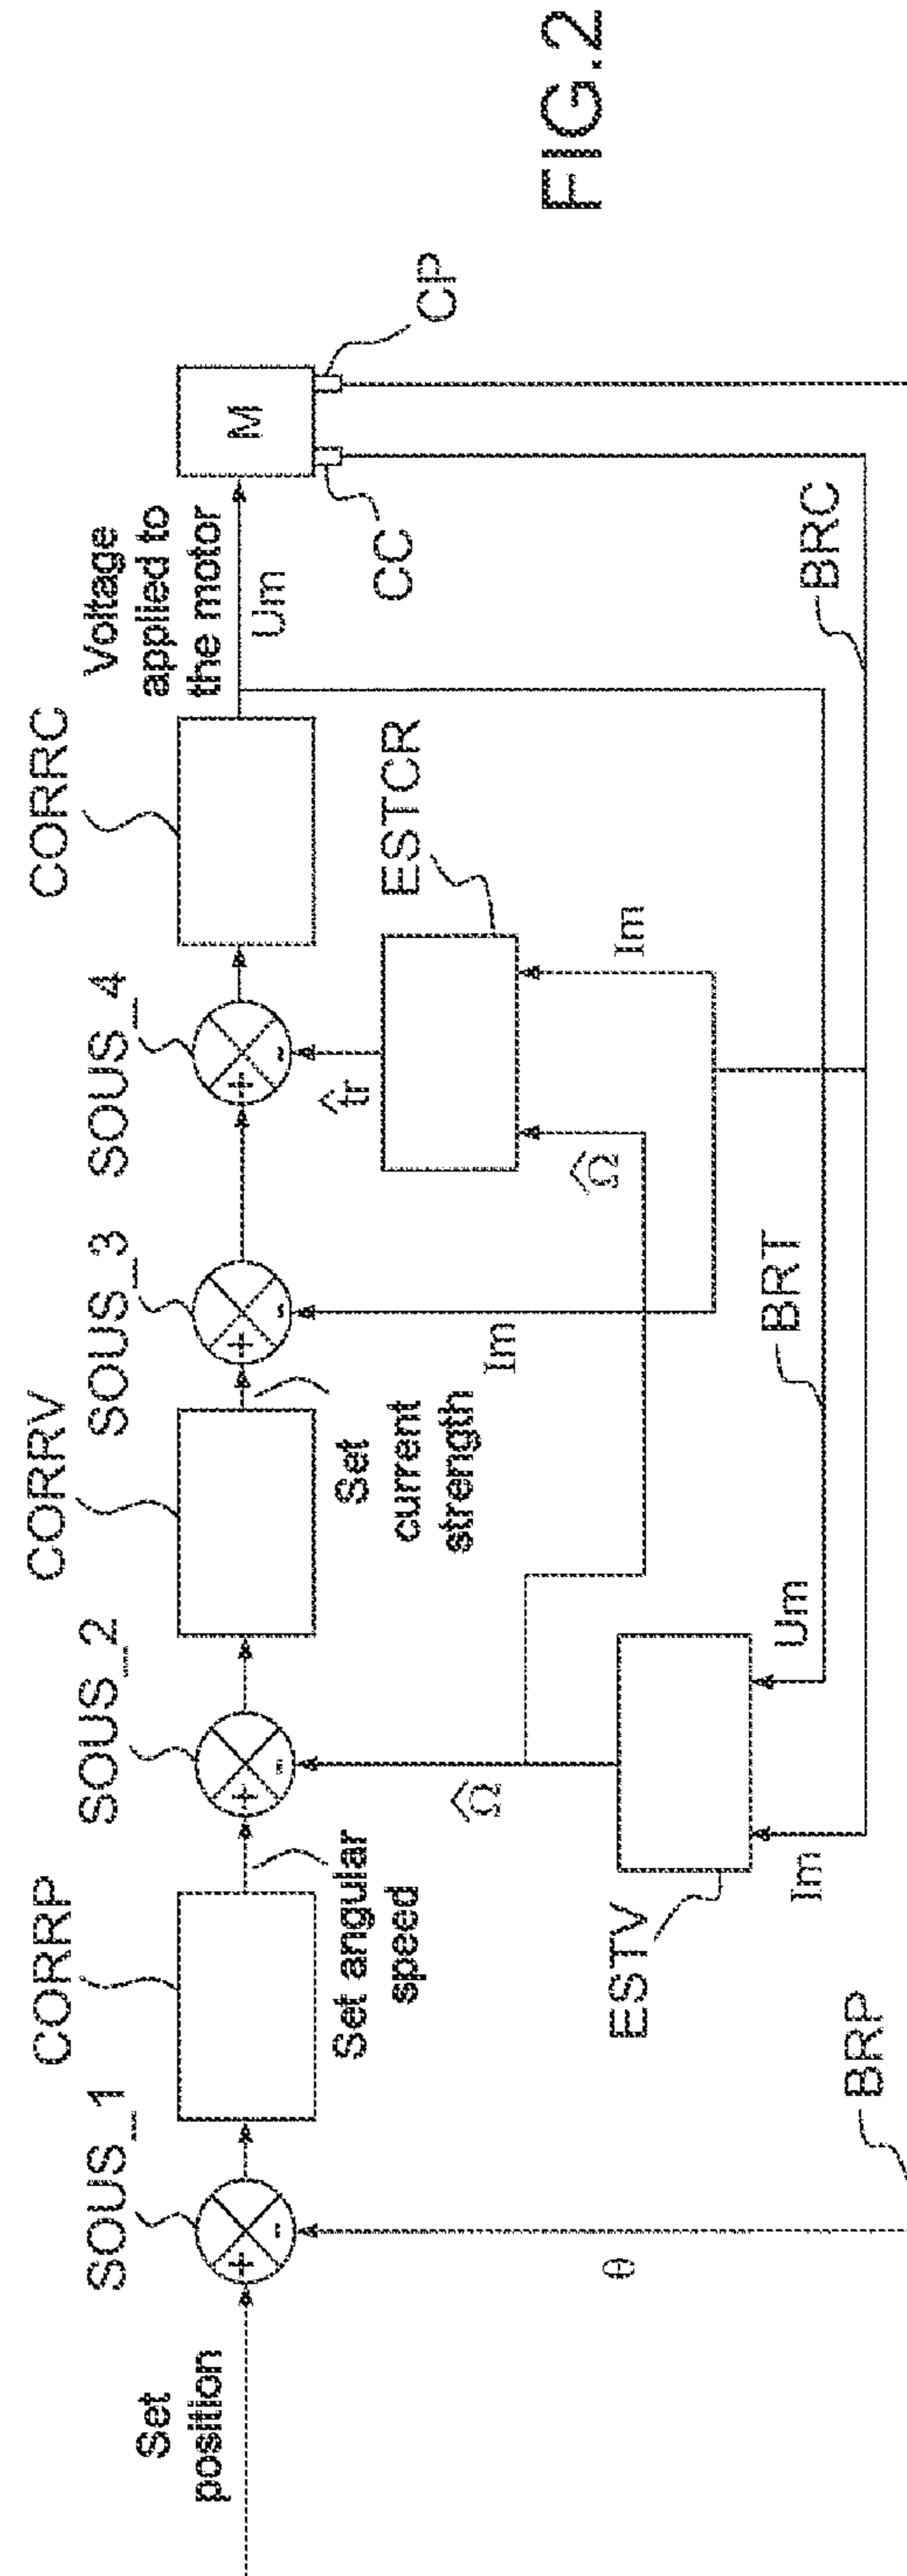 Set
position
SOUS_1
CORRP
Set angular
speed
SOUS_2
CORRV
Set
current
strength
SOUS_3
SOUS_4
CORRC
Voltage
applied to
the motor
Um
M
CC
CP
+
-
+
-
+
-
+
-
t̂r
ESTCR
Ω̂
Im
Im
Ω̂
ESTV
Im
Um
BRT
BRC
θ
BRP
FIG.2